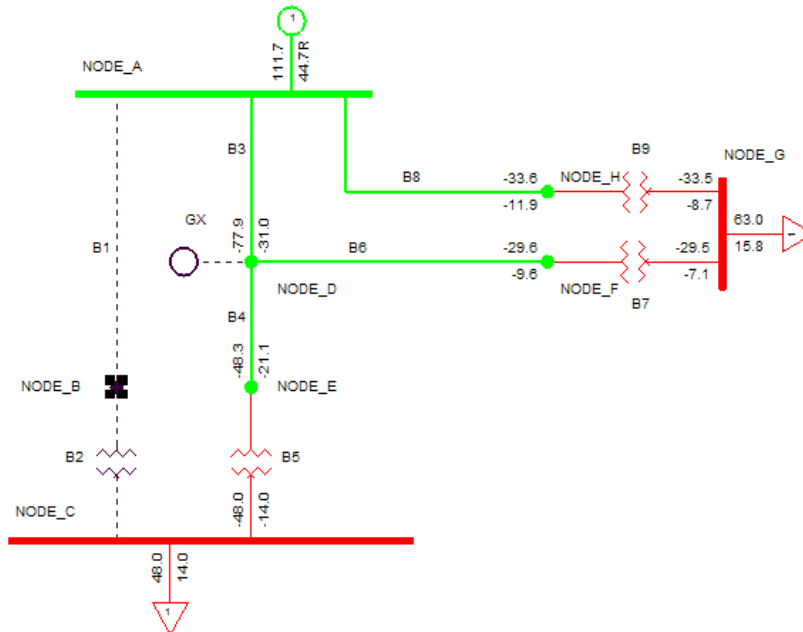 1
111.7
44.7R
NODE_A
B3
B9
NODE_G
B8
-33.6
NODE_H
-33.5
-11.9
-8.7
GX
-77.9
-31.0
63.0
15.8
1
B1
B6
-29.6
-29.5
-9.6
NODE_F
-7.1
NODE_D
B7
B4
-48.3
-21.1
NODE_B
NODE_E
B2
B5
NODE_C
-48.0
-14.0
48.0
14.0
1